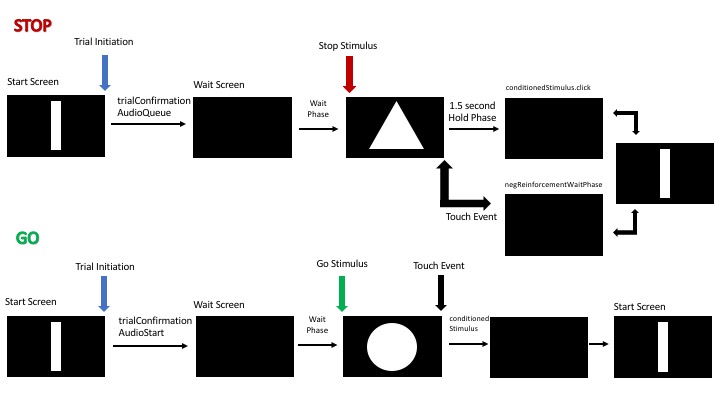 STOP
Trial Initiation
Stop Stimulus
Start Screen
trialConfirmation
AudioQueue
Wait Screen
Wait
Phase
1.5 second
Hold Phase
conditionedStimulus.click
negReinforcementWaitPhase
Touch Event
GO
Trial Initiation
Go Stimulus
Touch Event
Start Screen
trialConfirmation
AudioStart
Wait Screen
Wait
Phase
conditioned
Stimulus
Start Screen